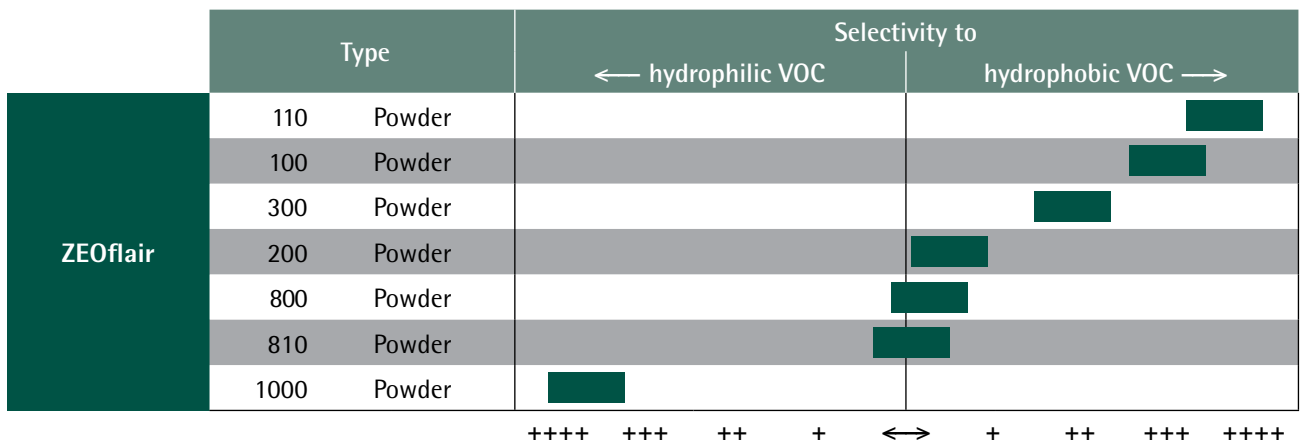 Type
Selectivity to
← hydrophilic VOC
hydrophobic VOC →
ZEOflair
110 Powder
100 Powder
300 Powder
200 Powder
800 Powder
810 Powder
1000 Powder
++++ +++ ++ + ↔ + ++ +++ ++++